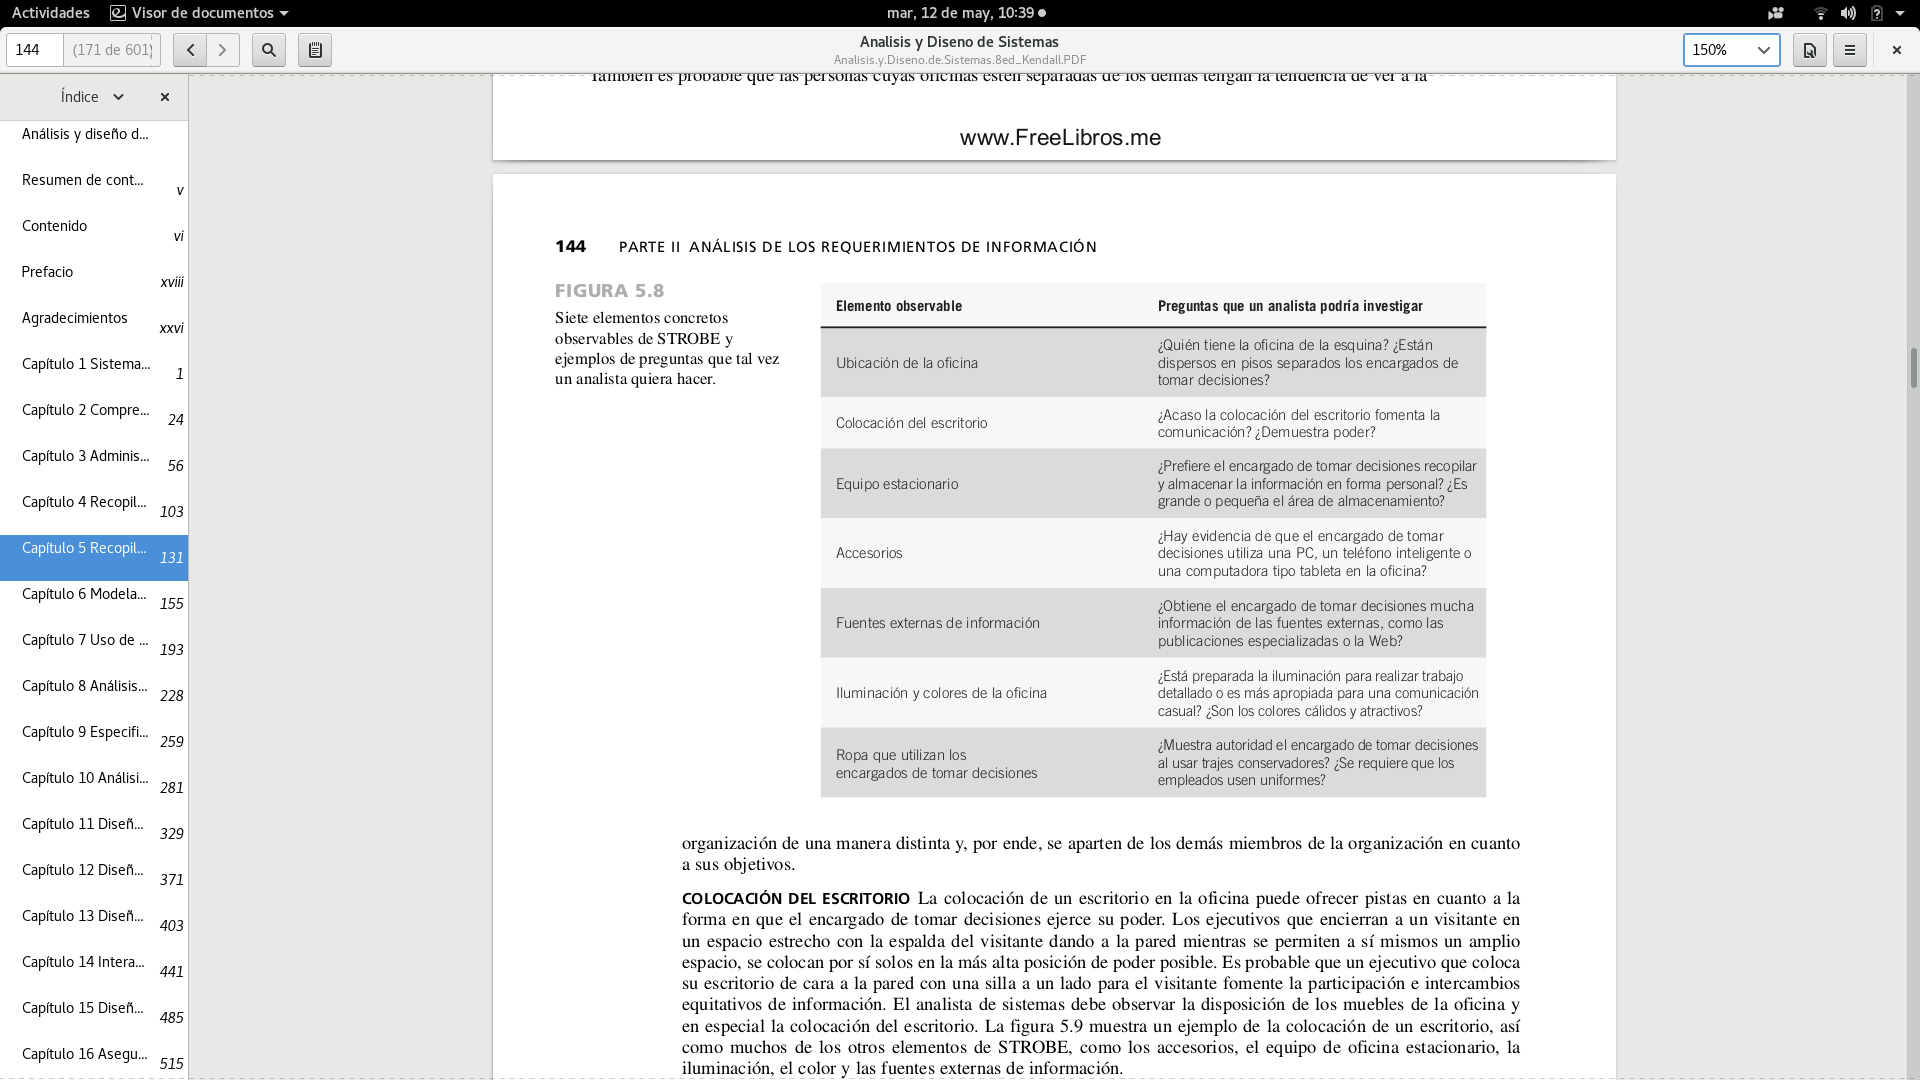 Actividades
Visor de documentos
mar, 12 de may, 10:39
144
(171 de 601)
Analisis y Diseno de Sistemas
Analisis.y.Diseno.de.Sistemas.8ed_Kendall.PDF
150%
Índice
Análisis y diseño d...
Resumen de cont...
v
Contenido
vi
Prefacio
xviii
Agradecimientos
xxvi
Capítulo 1 Sistema...
1
Capítulo 2 Compre...
24
Capítulo 3 Adminis...
56
Capítulo 4 Recopil...
103
Capítulo 5 Recopil...
131
Capítulo 6 Modela...
155
Capítulo 7 Uso de ...
193
Capítulo 8 Análisis...
228
Capítulo 9 Especifi...
259
Capítulo 10 Análisi...
281
Capítulo 11 Diseñ...
329
Capítulo 12 Diseñ...
371
Capítulo 13 Diseñ...
403
Capítulo 14 Intera...
441
Capítulo 15 Diseñ...
485
Capítulo 16 Asegu...
515
También es probable que las personas cuyas oficinas estén separadas de los demás tengan la tendencia de ver a la
www.FreeLibros.me
144 PARTE II ANÁLISIS DE LOS REQUERIMIENTOS DE INFORMACIÓN
FIGURA 5.8
Siete elementos concretos
observables de STROBE y
ejemplos de preguntas que tal vez
un analista quiera hacer.
Elemento observable
Preguntas que un analista podría investigar
Ubicación de la oficina
¿Quién tiene la oficina de la esquina? ¿Están
dispersos en pisos separados los encargados de
tomar decisiones?
Colocación del escritorio
¿Acaso la colocación del escritorio fomenta la
comunicación? ¿Demuestra poder?
Equipo estacionario
¿Prefiere el encargado de tomar decisiones recopilar
y almacenar la información en forma personal? ¿Es
grande o pequeña el área de almacenamiento?
Accesorios
¿Hay evidencia de que el encargado de tomar
decisiones utiliza una PC, un teléfono inteligente o
una computadora tipo tableta en la oficina?
Fuentes externas de información
¿Obtiene el encargado de tomar decisiones mucha
información de las fuentes externas, como las
publicaciones especializadas o la Web?
Iluminación y colores de la oficina
¿Está preparada la iluminación para realizar trabajo
detallado o es más apropiada para una comunicación
casual? ¿Son los colores cálidos y atractivos?
Ropa que utilizan los
encargados de tomar decisiones
¿Muestra autoridad el encargado de tomar decisiones
al usar trajes conservadores? ¿Se requiere que los
empleados usen uniformes?
organización de una manera distinta y, por ende, se aparten de los demás miembros de la organización en cuanto
a sus objetivos.
COLOCACIÓN DEL ESCRITORIO La colocación de un escritorio en la oficina puede ofrecer pistas en cuanto a la
forma en que el encargado de tomar decisiones ejerce su poder. Los ejecutivos que encierran a un visitante en
un espacio estrecho con la espalda del visitante dando a la pared mientras se permiten a sí mismos un amplio
espacio, se colocan por sí solos en la más alta posición de poder posible. Es probable que un ejecutivo que coloca
su escritorio de cara a la pared con una silla a un lado para el visitante fomente la participación e intercambios
equitativos de información. El analista de sistemas debe observar la disposición de los muebles de la oficina y
en especial la colocación del escritorio. La figura 5.9 muestra un ejemplo de la colocación de un escritorio, así
como muchos de los otros elementos de STROBE, como los accesorios, el equipo de oficina estacionario, la
iluminación, el color y las fuentes externas de información.